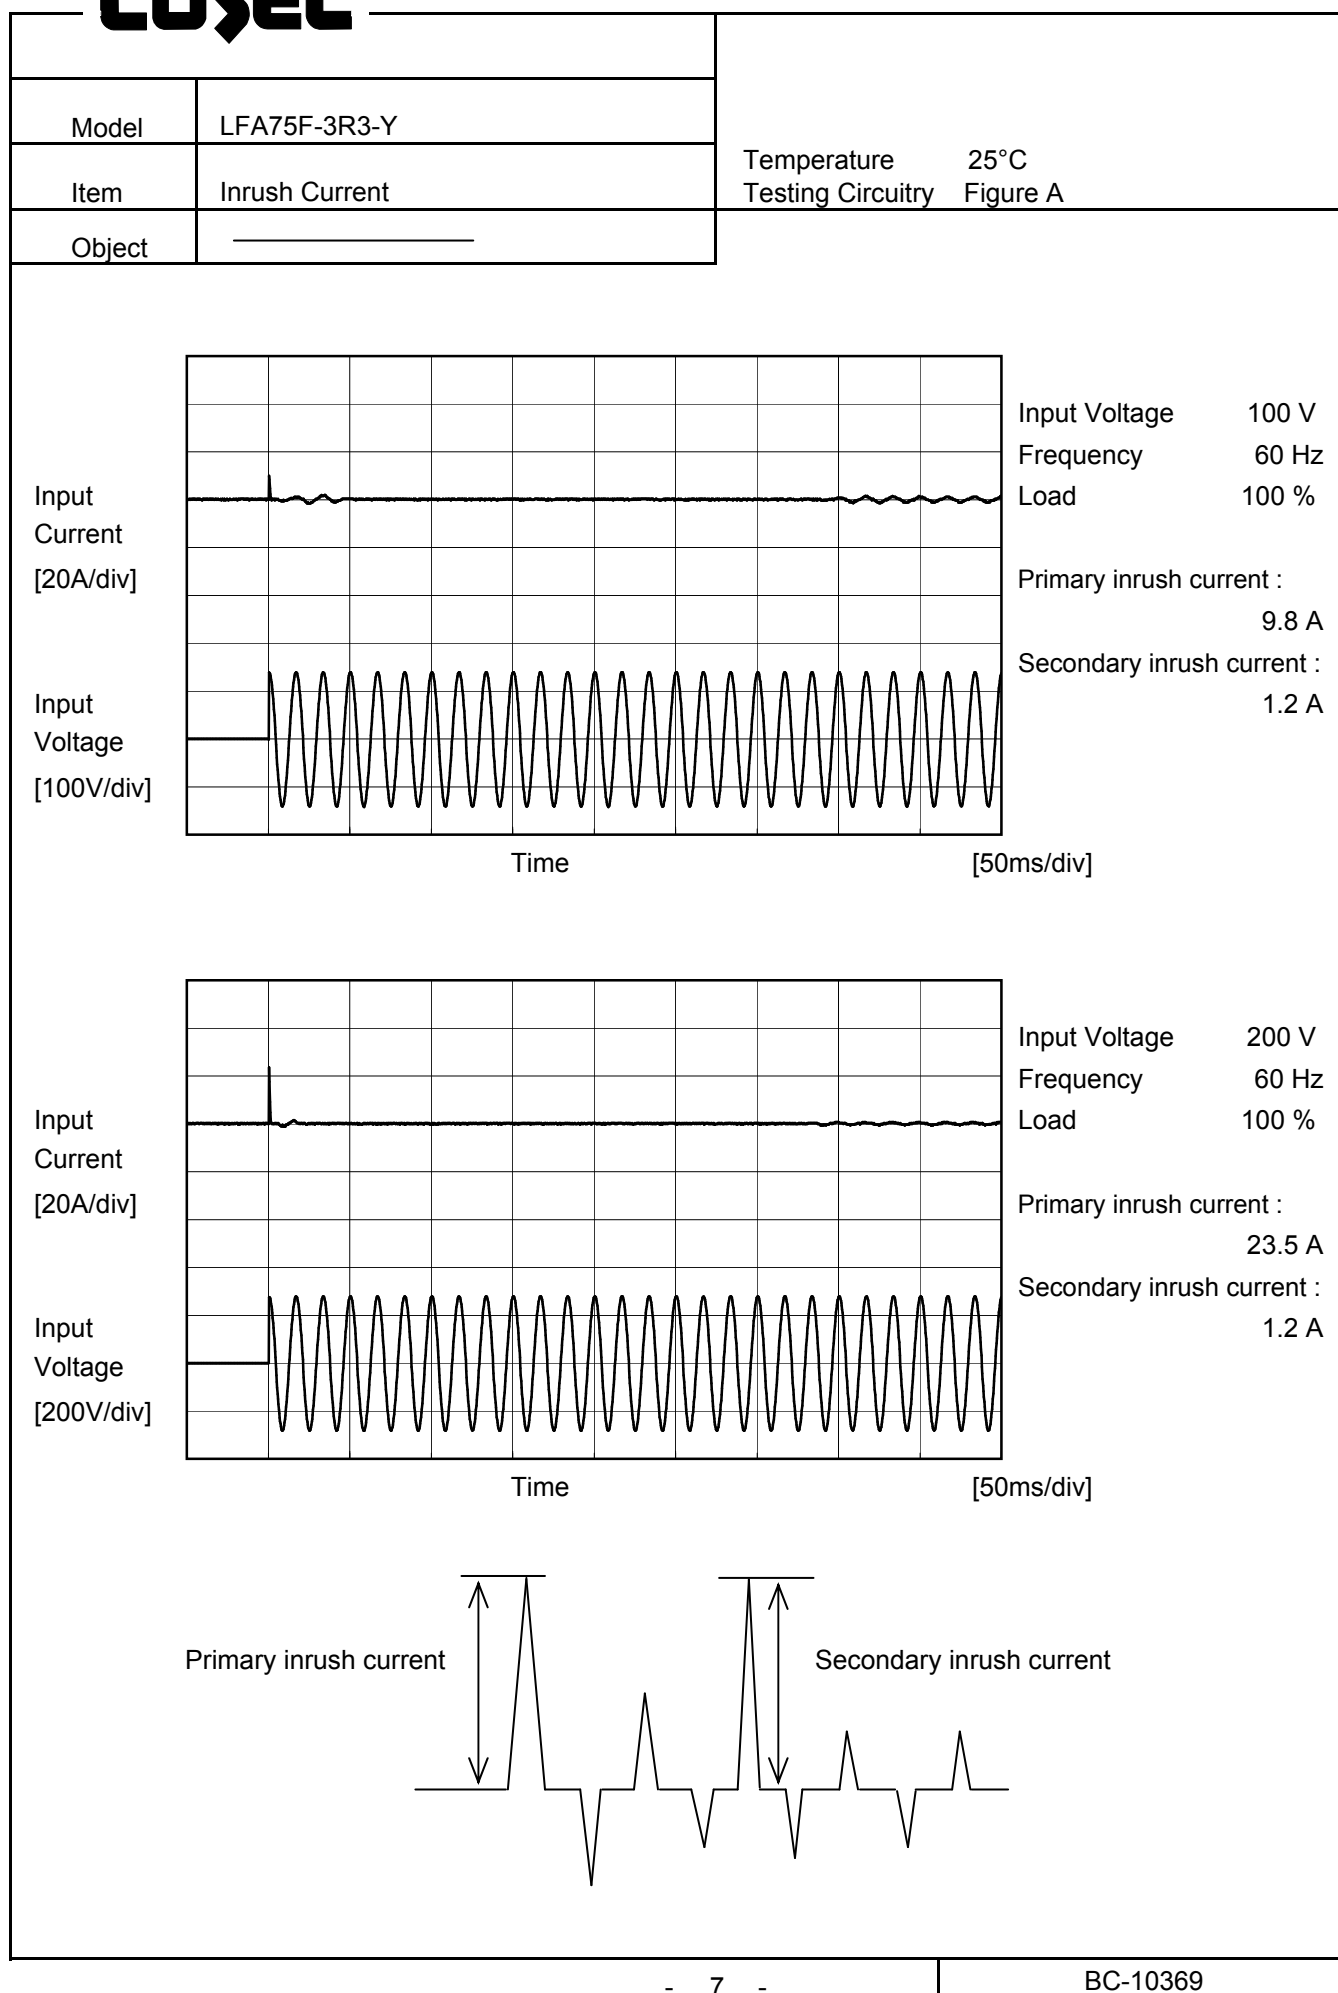 COSEL
Model LFA75F-3R3-Y
Item Inrush Current
Object
Temperature 25°C
Testing Circuitry Figure A
Input
Current
[20A/div]
Input
Voltage
[100V/div]
Time [50ms/div]
Input Voltage 100 V
Frequency 60 Hz
Load 100 %
Primary inrush current :
9.8 A
Secondary inrush current :
1.2 A
Input
Current
[20A/div]
Input
Voltage
[200V/div]
Time [50ms/div]
Input Voltage 200 V
Frequency 60 Hz
Load 100 %
Primary inrush current :
23.5 A
Secondary inrush current :
1.2 A
Primary inrush current
Secondary inrush current
- 7 -
BC-10369